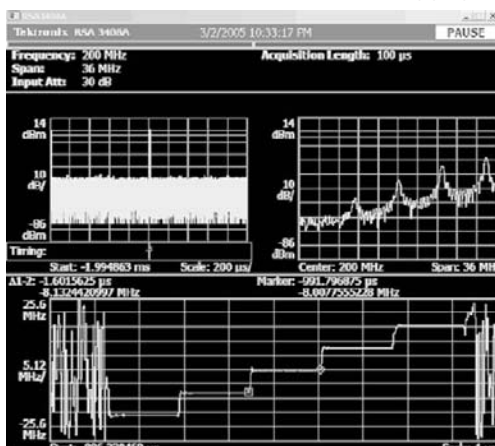 Tektronix RSA 3408A 3/2/2005 10:33:17 PM PAUSE
Frequency: 200 MHz Acquisition Length: 100 µs
Span: 36 MHz
Input Att: 30 dB
14 dBm
10 dB/
-86 dBm
14 dBm
10 dB/
-86 dBm
Timing:
Start: -1.994863 ms Scale: 200 µs/
Center: 200 MHz Span: 36 MH
Δ1-2: -1.6015625 µs Marker: -991.796875 µs
-8.1324420997 MHz -8.0077555228 MHz
25.6 MHz
5.12 MHz/
-25.6 MHz